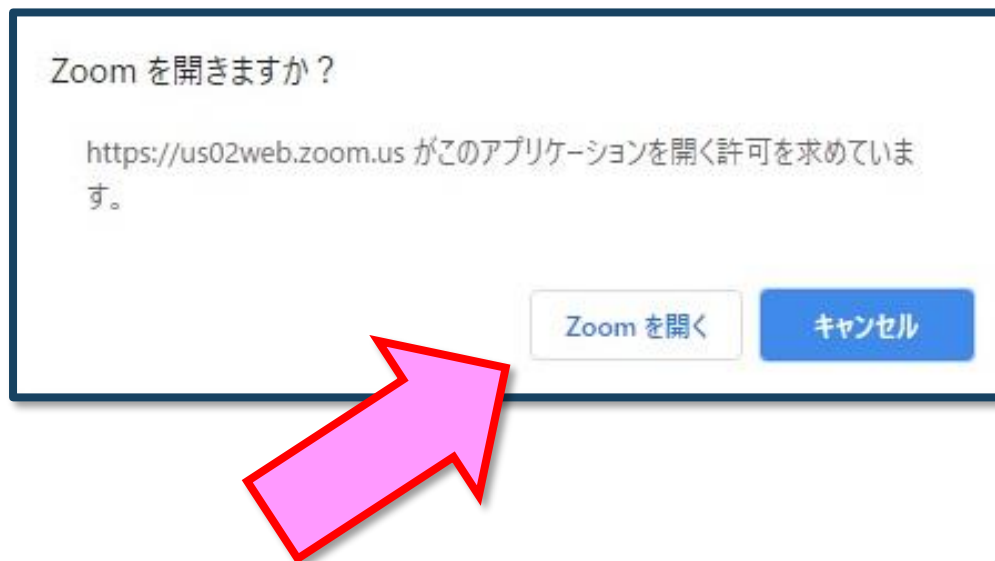 Zoom を開きますか？
https://us02web.zoom.us がこのアプリケーションを開く許可を求めていま
す。
Zoom を開く
キャンセル